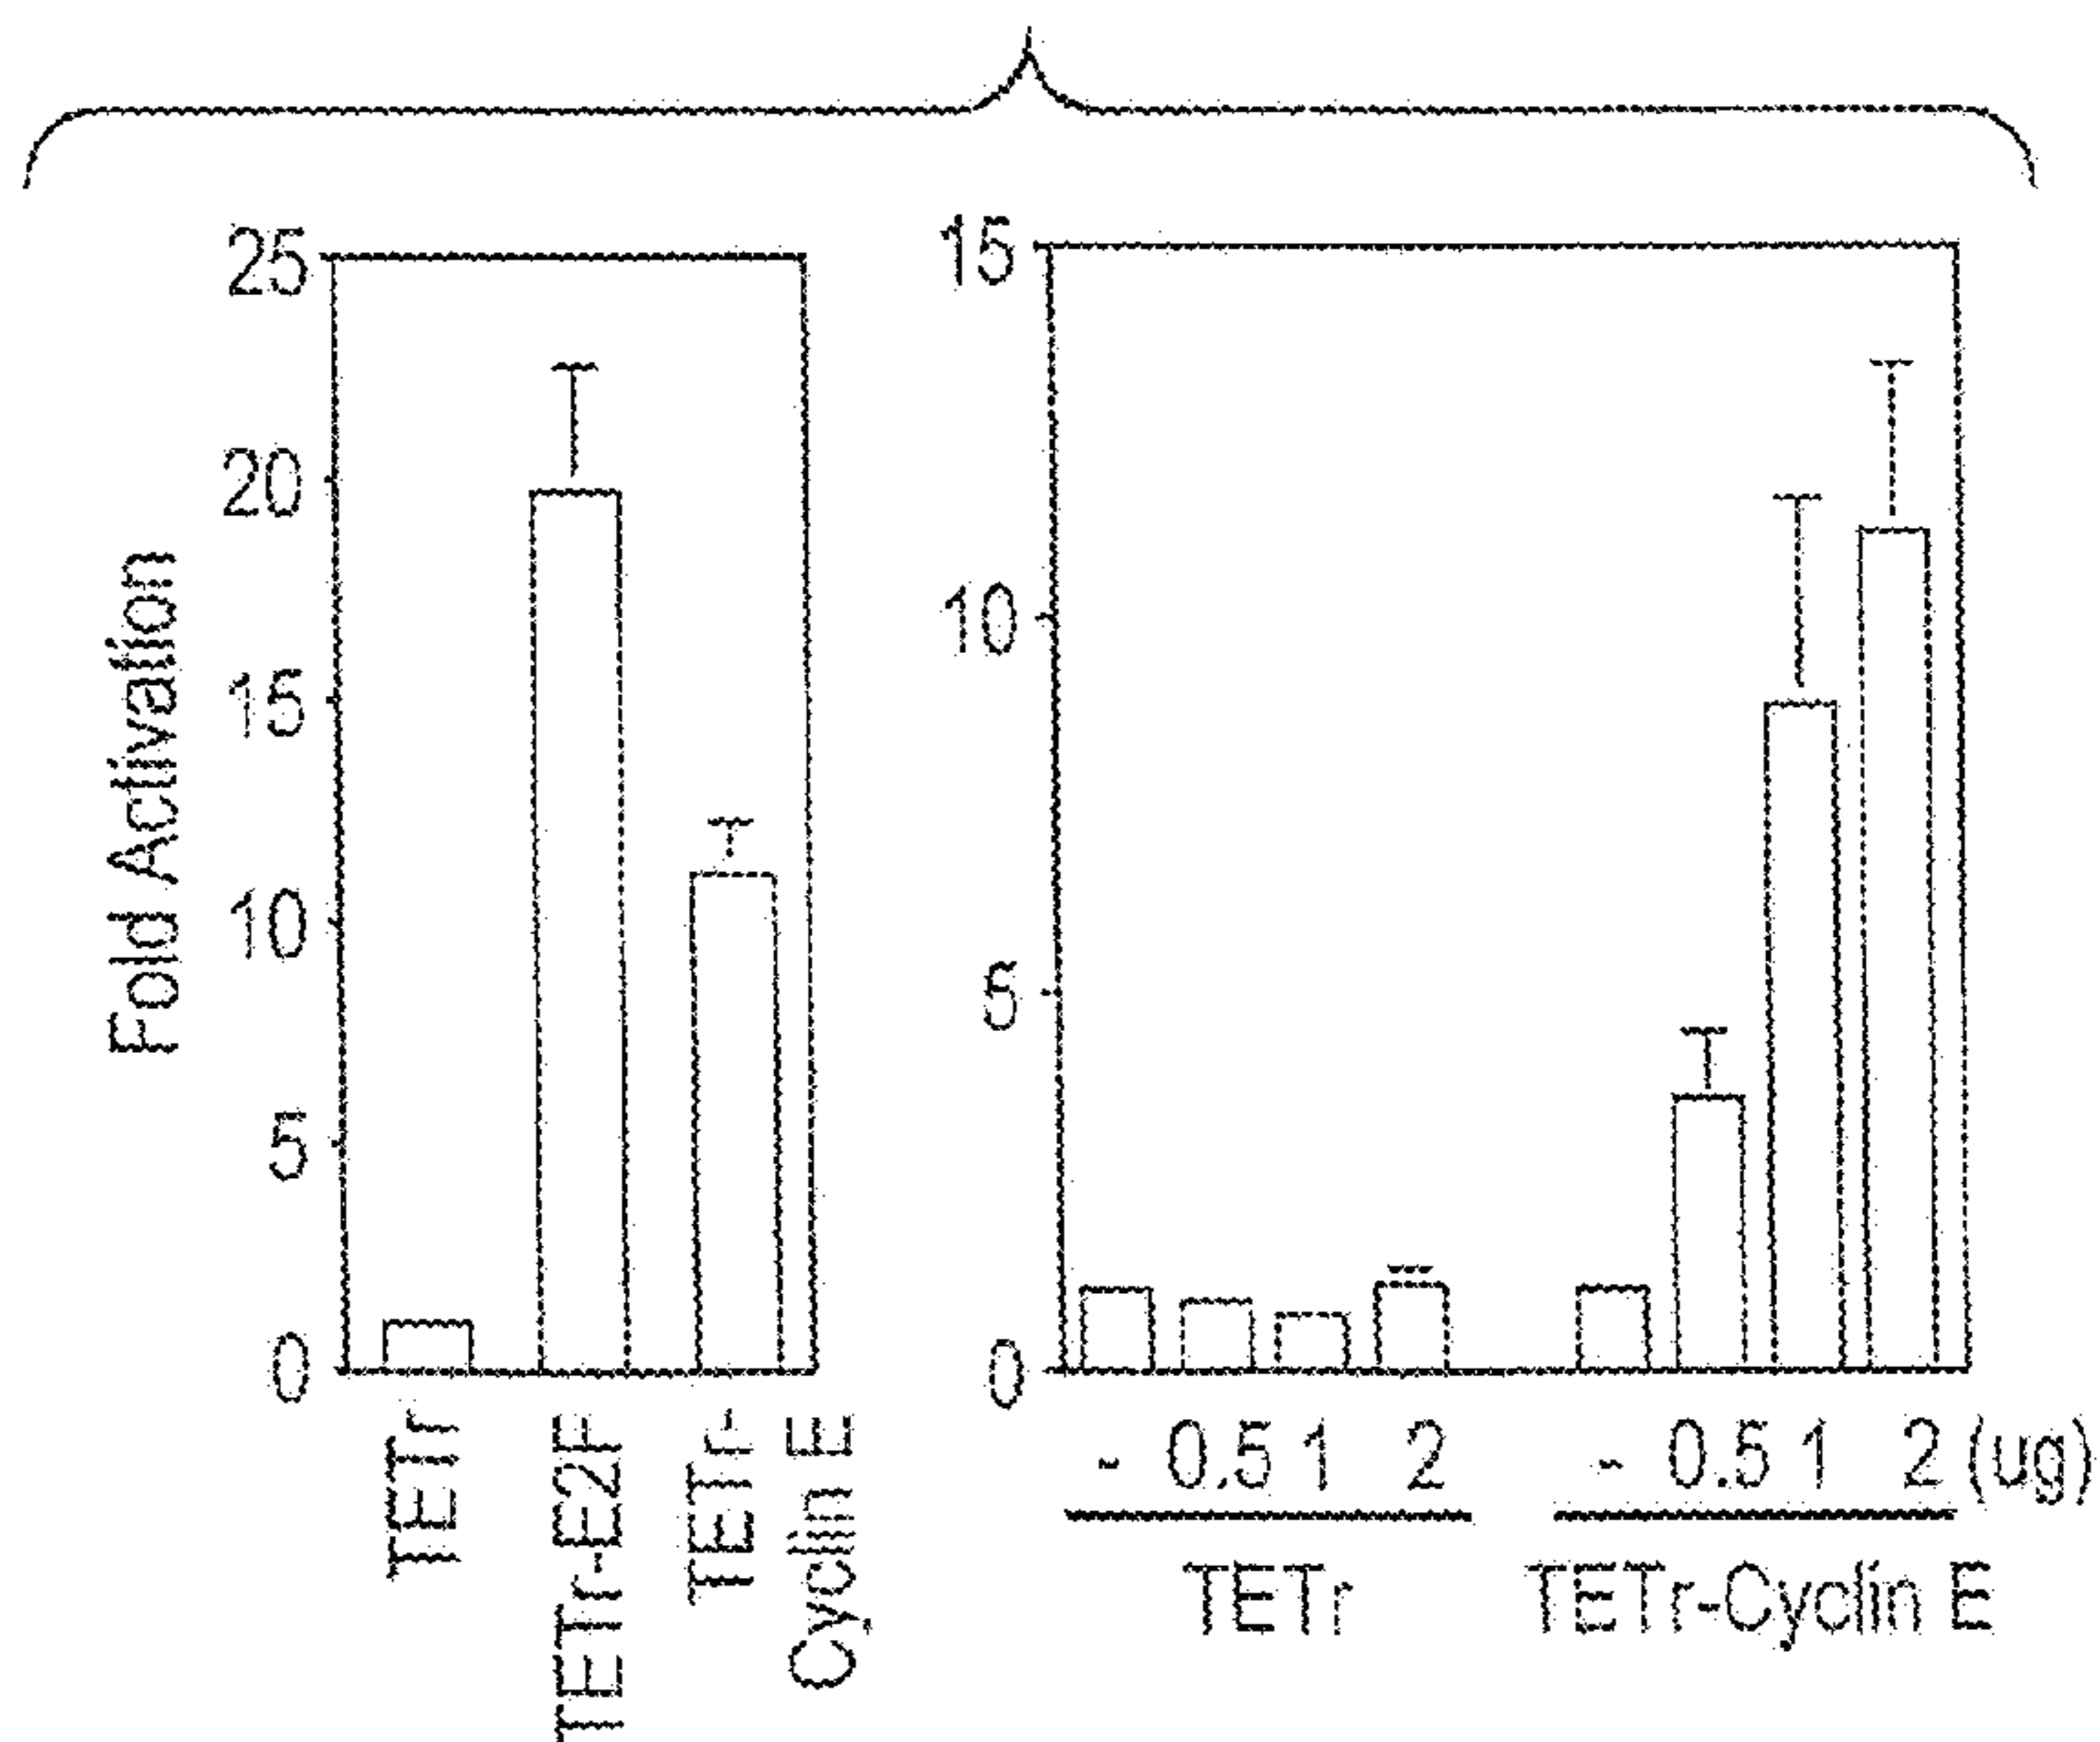 Fold Activation
25
20
15
10
5
0
TETr
TETr-E2F
TETr-
Cyclin E
15
10
5
0
- 0.5 1 2 - 0.5 1 2 (ug)
TETr TETr-Cyclin E